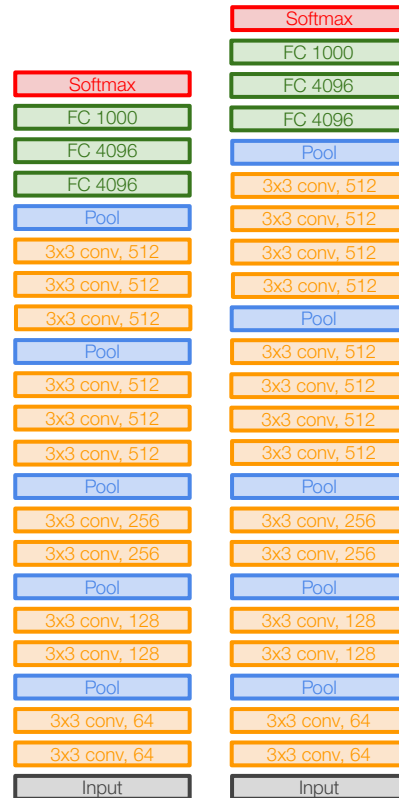 Softmax
FC 1000
FC 4096
FC 4096
Pool
3x3 conv, 512
3x3 conv, 512
3x3 conv, 512
Pool
3x3 conv, 512
3x3 conv, 512
3x3 conv, 512
Pool
3x3 conv, 256
3x3 conv, 256
Pool
3x3 conv, 128
3x3 conv, 128
Pool
3x3 conv, 64
3x3 conv, 64
Input
Softmax
FC 1000
FC 4096
FC 4096
Pool
3x3 conv, 512
3x3 conv, 512
3x3 conv, 512
3x3 conv, 512
Pool
3x3 conv, 512
3x3 conv, 512
3x3 conv, 512
3x3 conv, 512
Pool
3x3 conv, 256
3x3 conv, 256
Pool
3x3 conv, 128
3x3 conv, 128
Pool
3x3 conv, 64
3x3 conv, 64
Input